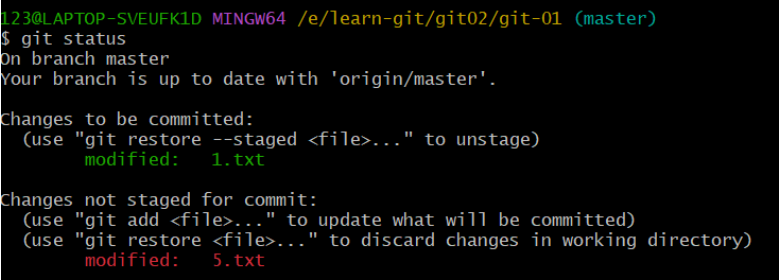 123@LAPTOP-SVEUFK1D MINGW64 /e/learn-git/git02/git-01 (master)
$ git status
On branch master
Your branch is up to date with 'origin/master'.
Changes to be committed:
  (use "git restore --staged <file>..." to unstage)
        modified:   1.txt
Changes not staged for commit:
  (use "git add <file>..." to update what will be committed)
  (use "git restore <file>..." to discard changes in working directory)
        modified:   5.txt